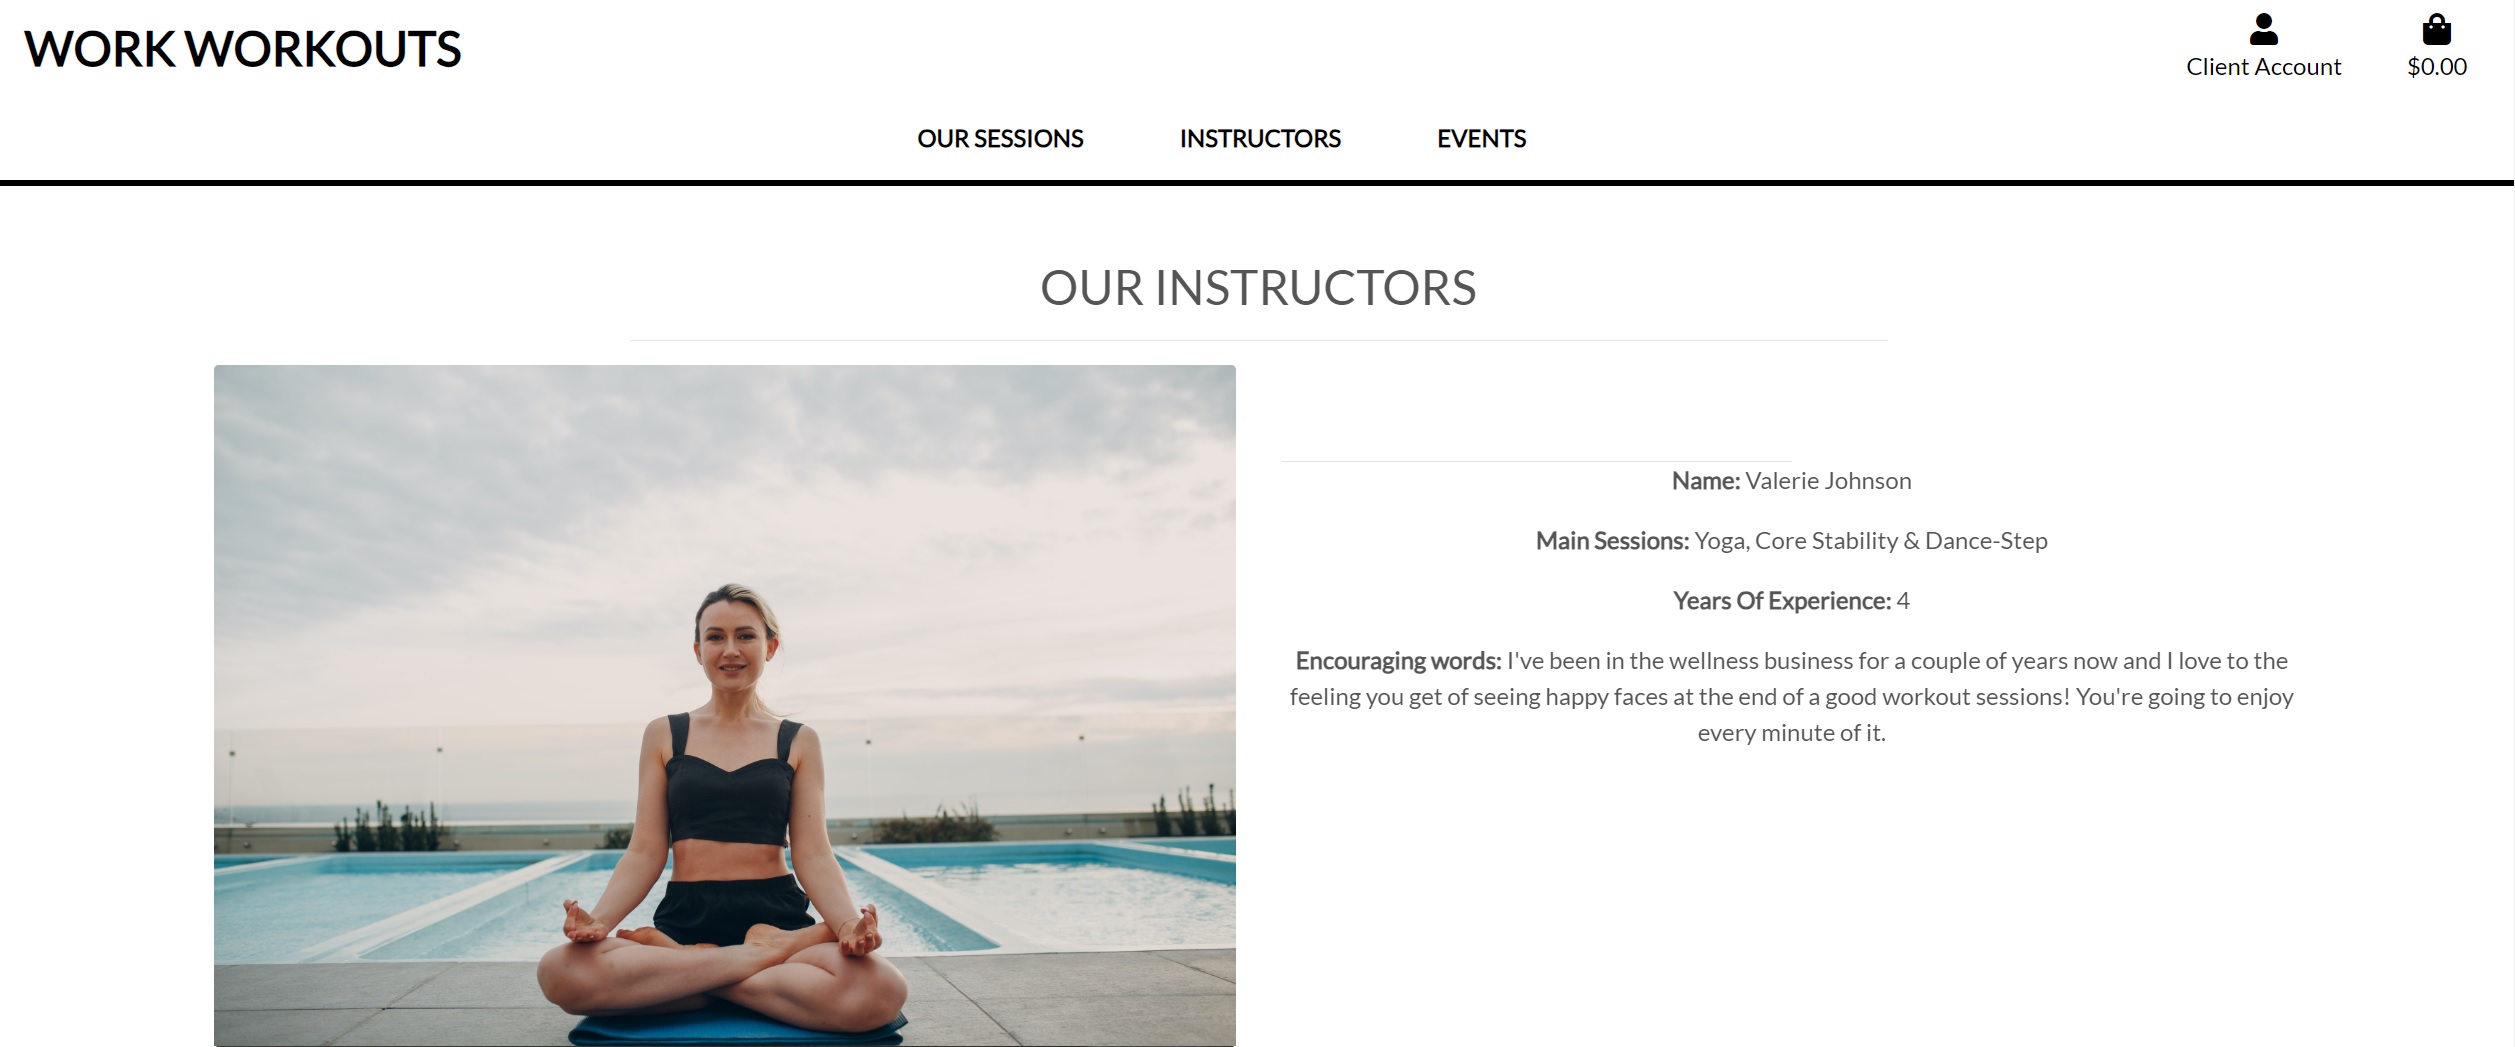 WORK WORKOUTS
Client Account
$0.00
OUR SESSIONS
INSTRUCTORS
EVENTS
OUR INSTRUCTORS
Name: Valerie Johnson
Main Sessions: Yoga, Core Stability & Dance-Step
Years Of Experience: 4
Encouraging words: I've been in the wellness business for a couple of years now and I love to the
feeling you get of seeing happy faces at the end of a good workout sessions! You're going to enjoy
every minute of it.